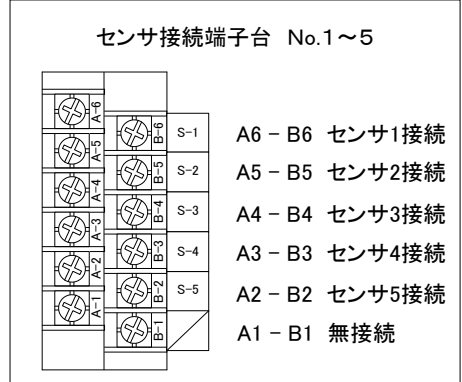 センサ接続端子台 No.1～5
A-6
B-6 S-1 A6 - B6 センサ1接続
A-5
B-5 S-2 A5 - B5 センサ2接続
A-4
B-4 S-3 A4 - B4 センサ3接続
A-3
B-3 S-4 A3 - B3 センサ4接続
A-2
B-2 S-5 A2 - B2 センサ5接続
A-1
B-1 A1 - B1 無接続